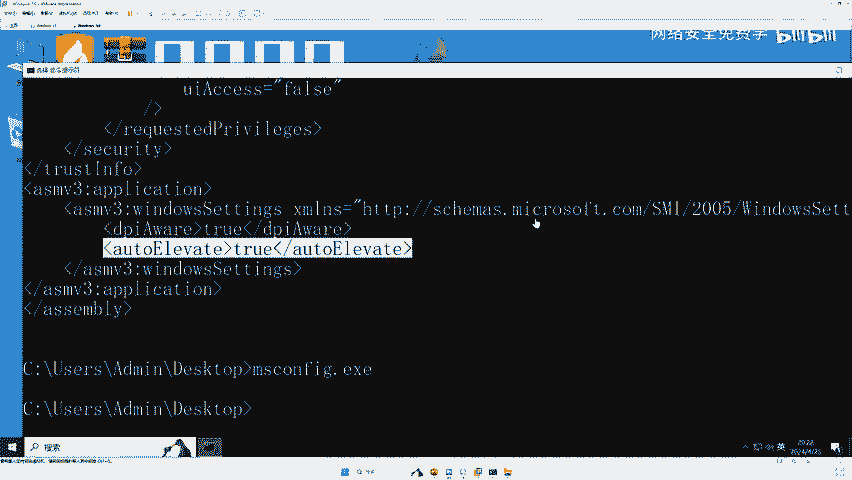 网络安全免费学 bilibili
uiAccess="false"
/>
</requestedPrivileges>
</security>
</trustInfo>
<asmv3:application>
<asmv3:windowsSettings xmlns="http://schemas.microsoft.com/SMI/2005/WindowsSett
<dpiAware>true</dpiAware>
<autoElevate>true</autoElevate>
</asmv3:windowsSettings>
</asmv3:application>
</assembly>
C:\Users\Admin\Desktop>msconfig.exe
C:\Users\Admin\Desktop>
搜索
英